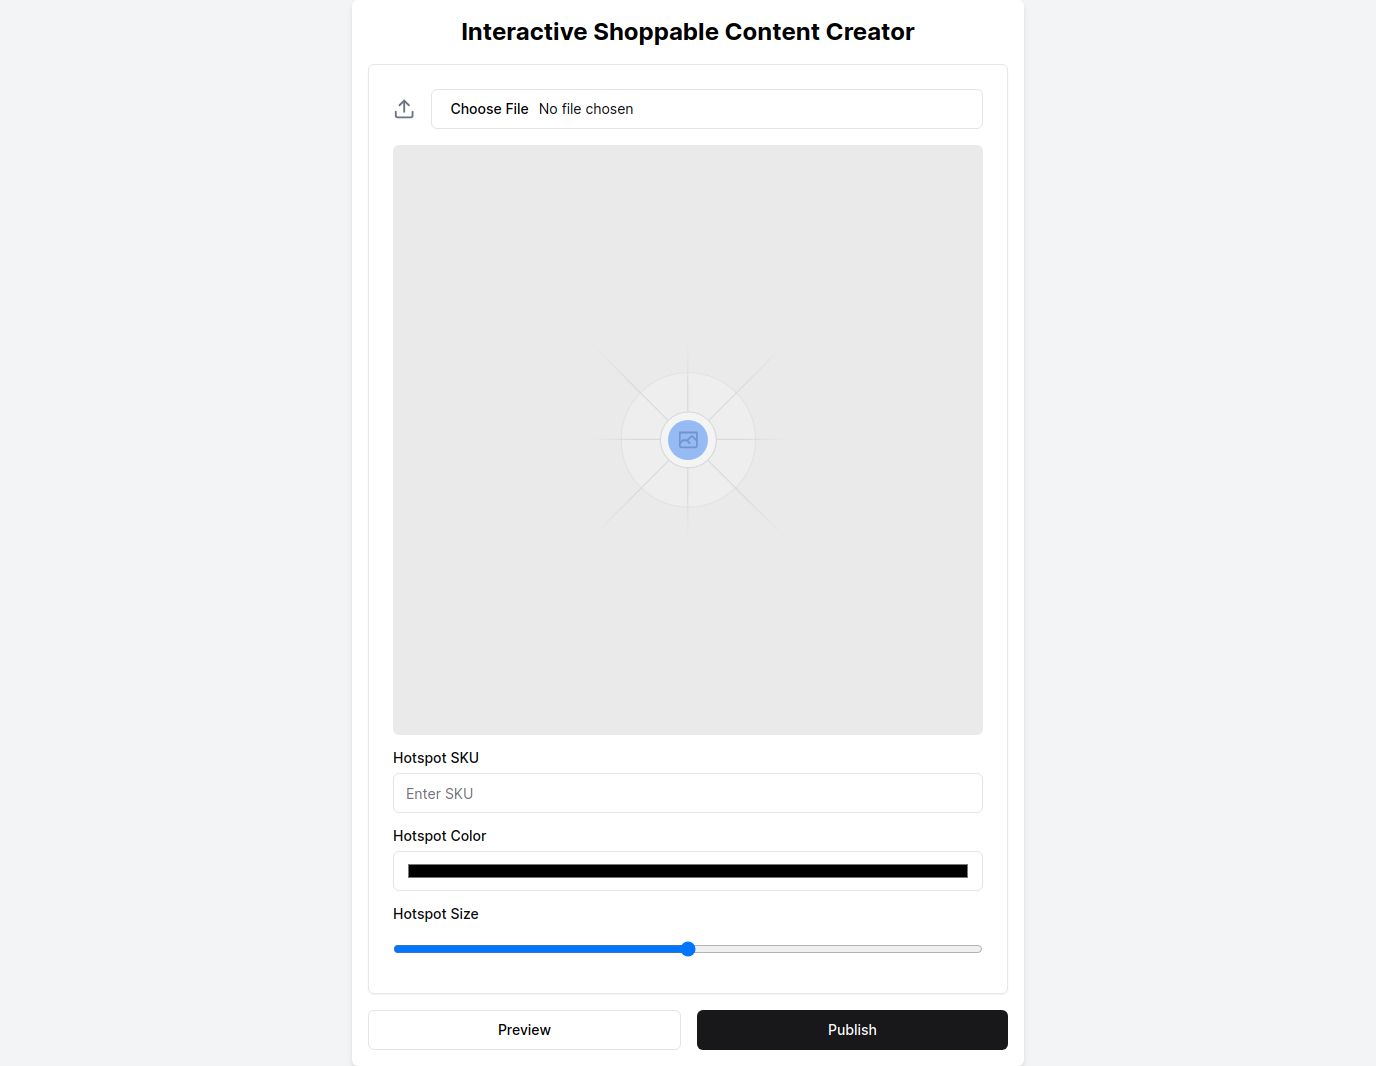 Interactive Shoppable Content Creator
Choose File No file chosen
Hotspot SKU
Enter SKU
Hotspot Color
Hotspot Size
Preview
Publish